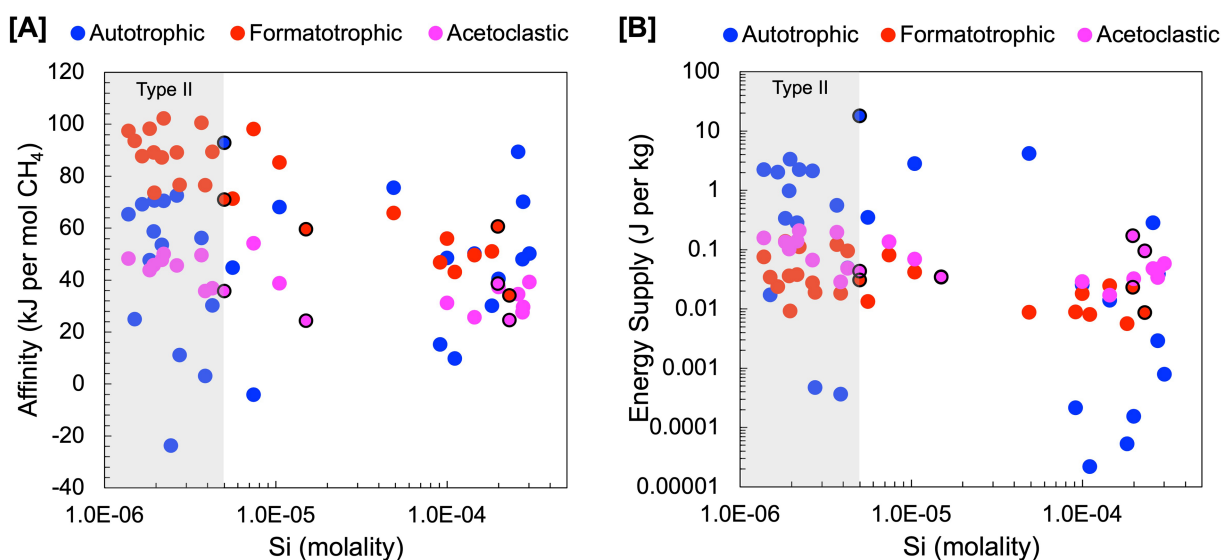 [A]
Autotrophic Formatotrophic Acetoclastic
Type II
120
100
80
60
40
20
0
-20
-40
Affinity (kJ per mol CH₄)
1.0E-06 1.0E-05 1.0E-04
Si (molality)
[B]
Autotrophic Formatotrophic Acetoclastic
Type II
100
10
1
0.1
0.01
0.001
0.0001
0.00001
Energy Supply (J per kg)
1.0E-06 1.0E-05 1.0E-04
Si (molality)